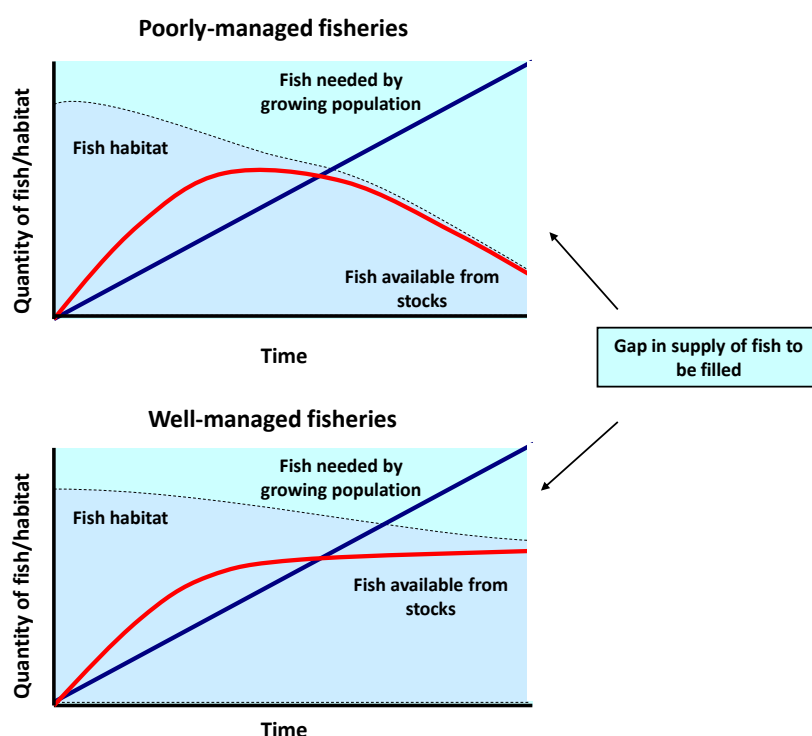 Poorly-managed fisheries
Quantity of fish/habitat
Fish needed by
growing population
Fish habitat
Fish available from
stocks
Time
Gap in supply of fish to
be filled
Well-managed fisheries
Quantity of fish/habitat
Fish needed by
growing population
Fish habitat
Fish available from
stocks
Time